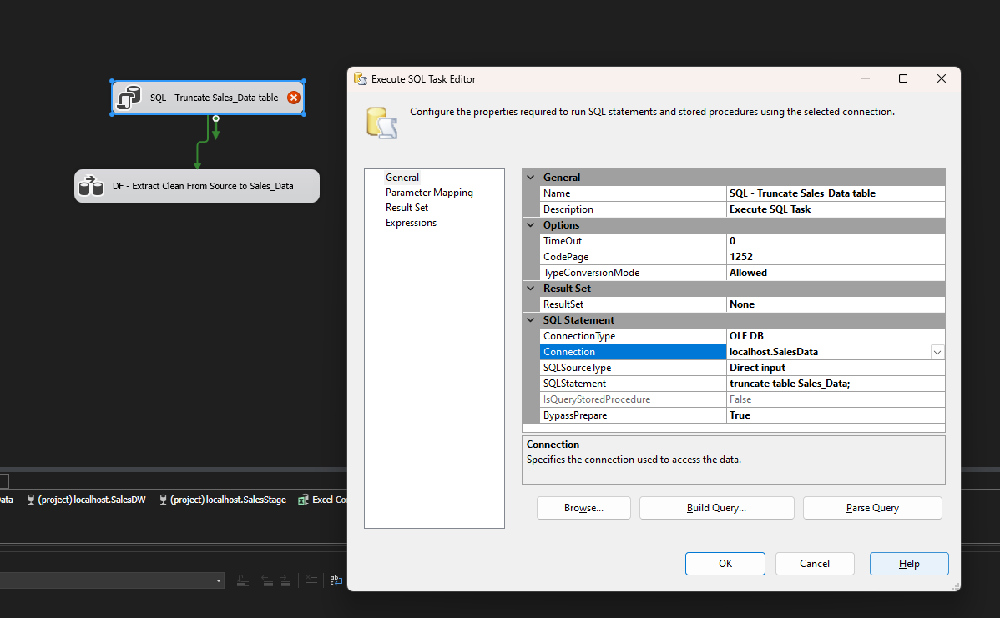 SQL - Truncate Sales_Data table
DF - Extract Clean From Source to Sales_Data
Execute SQL Task Editor
Configure the properties required to run SQL statements and stored procedures using the selected connection.
General
Parameter Mapping
Result Set
Expressions
General
Name SQL - Truncate Sales_Data table
Description Execute SQL Task
Options
TimeOut 0
CodePage 1252
TypeConversionMode Allowed
Result Set
ResultSet None
SQL Statement
ConnectionType OLE DB
Connection localhost.SalesData
SQLSourceType Direct input
SQLStatement truncate table Sales_Data;
IsQueryStoredProcedure False
BypassPrepare True
Connection
Specifies the connection used to access the data.
Browse... Build Query... Parse Query
OK Cancel Help
(project) localhost.SalesDW (project) localhost.SalesStage Excel